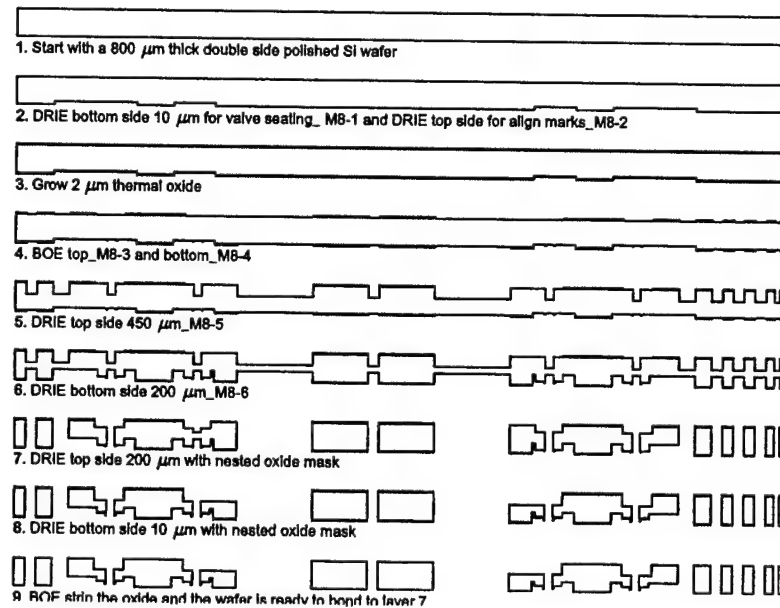 1. Start with a 800 μm thick double side polished Si wafer
2. DRIE bottom side 10 μm for valve seating_ M8-1 and DRIE top side for align marks_M8-2
3. Grow 2 μm thermal oxide
4. BOE top_M8-3 and bottom_M8-4
5. DRIE top side 450 μm_M8-5
6. DRIE bottom side 200 μm_M8-6
7. DRIE top side 200 μm with nested oxide mask
8. DRIE bottom side 10 μm with nested oxide mask
9. BOE strip the oxide and the wafer is ready to bond to layer 7